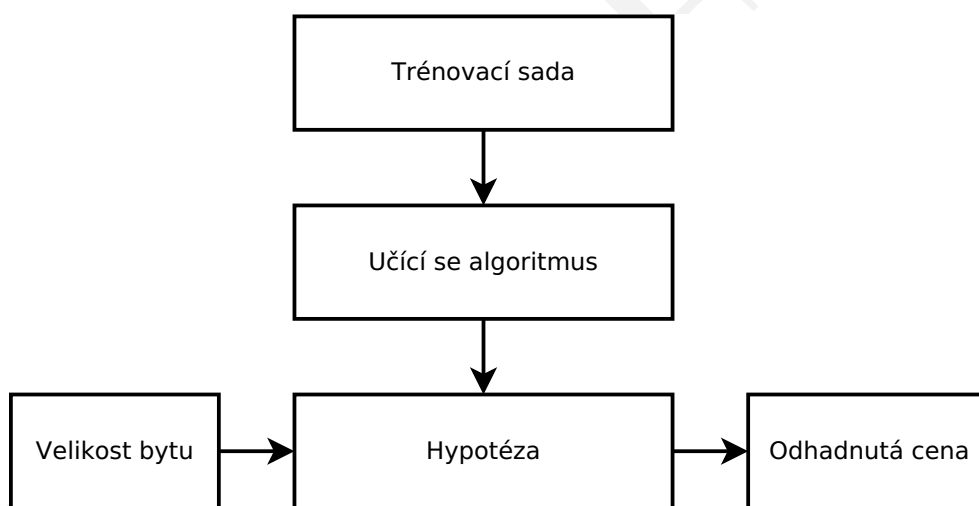 Trénovací sada
Učící se algoritmus
Velikost bytu
Hypotéza
Odhadnutá cena